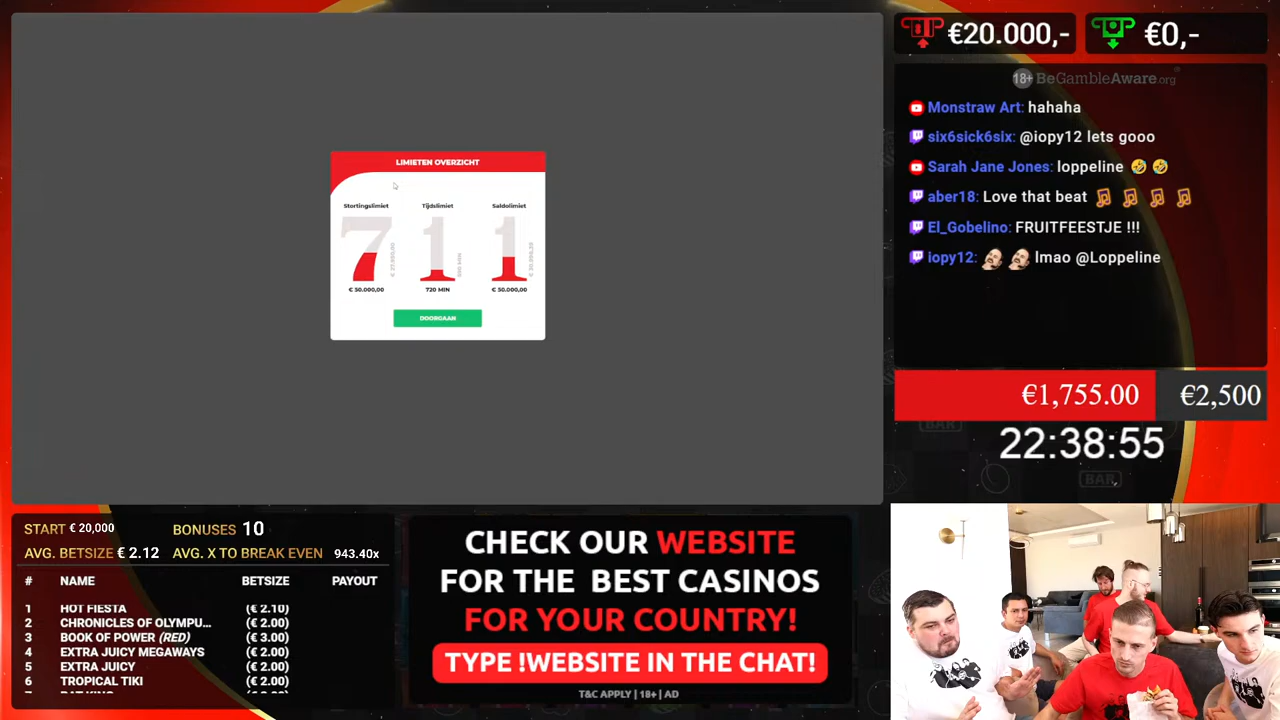 LIMIETEN OVERZICHT
Stortingslimiet
Tijdslimiet
Saldolimiet
7
1
1
€ 50.000,00
720 MIN
€ 50.000,00
DOORGAAN
€20.000,-
€0,-
18+ BeGambleAware.org
Monstraw Art: hahaha
six6sick6six: @iopy12 lets gooo
Sarah Jane Jones: loppeline 🤣 🤣
aber18: Love that beat 🎵 🎵 🎵 🎵
El_Gobelino: FRUITFEESTJE !!!
iopy12: lmao @Loppeline
€1,755.00
€2,500
BAR
22:38:55
BAR
START € 20,000
BONUSES 10
AVG. BETSIZE € 2.12
AVG. X TO BREAK EVEN 943.40x
# NAME BETSIZE PAYOUT
1 HOT FIESTA (€ 2.10)
2 CHRONICLES OF OLYMPU... (€ 2.00)
3 BOOK OF POWER (RED) (€ 3.00)
4 EXTRA JUICY MEGAWAYS (€ 2.00)
5 EXTRA JUICY (€ 2.00)
6 TROPICAL TIKI (€ 2.00)
CHECK OUR WEBSITE
FOR THE BEST CASINOS
FOR YOUR COUNTRY!
TYPE !WEBSITE IN THE CHAT!
T&C APPLY | 18+ | AD